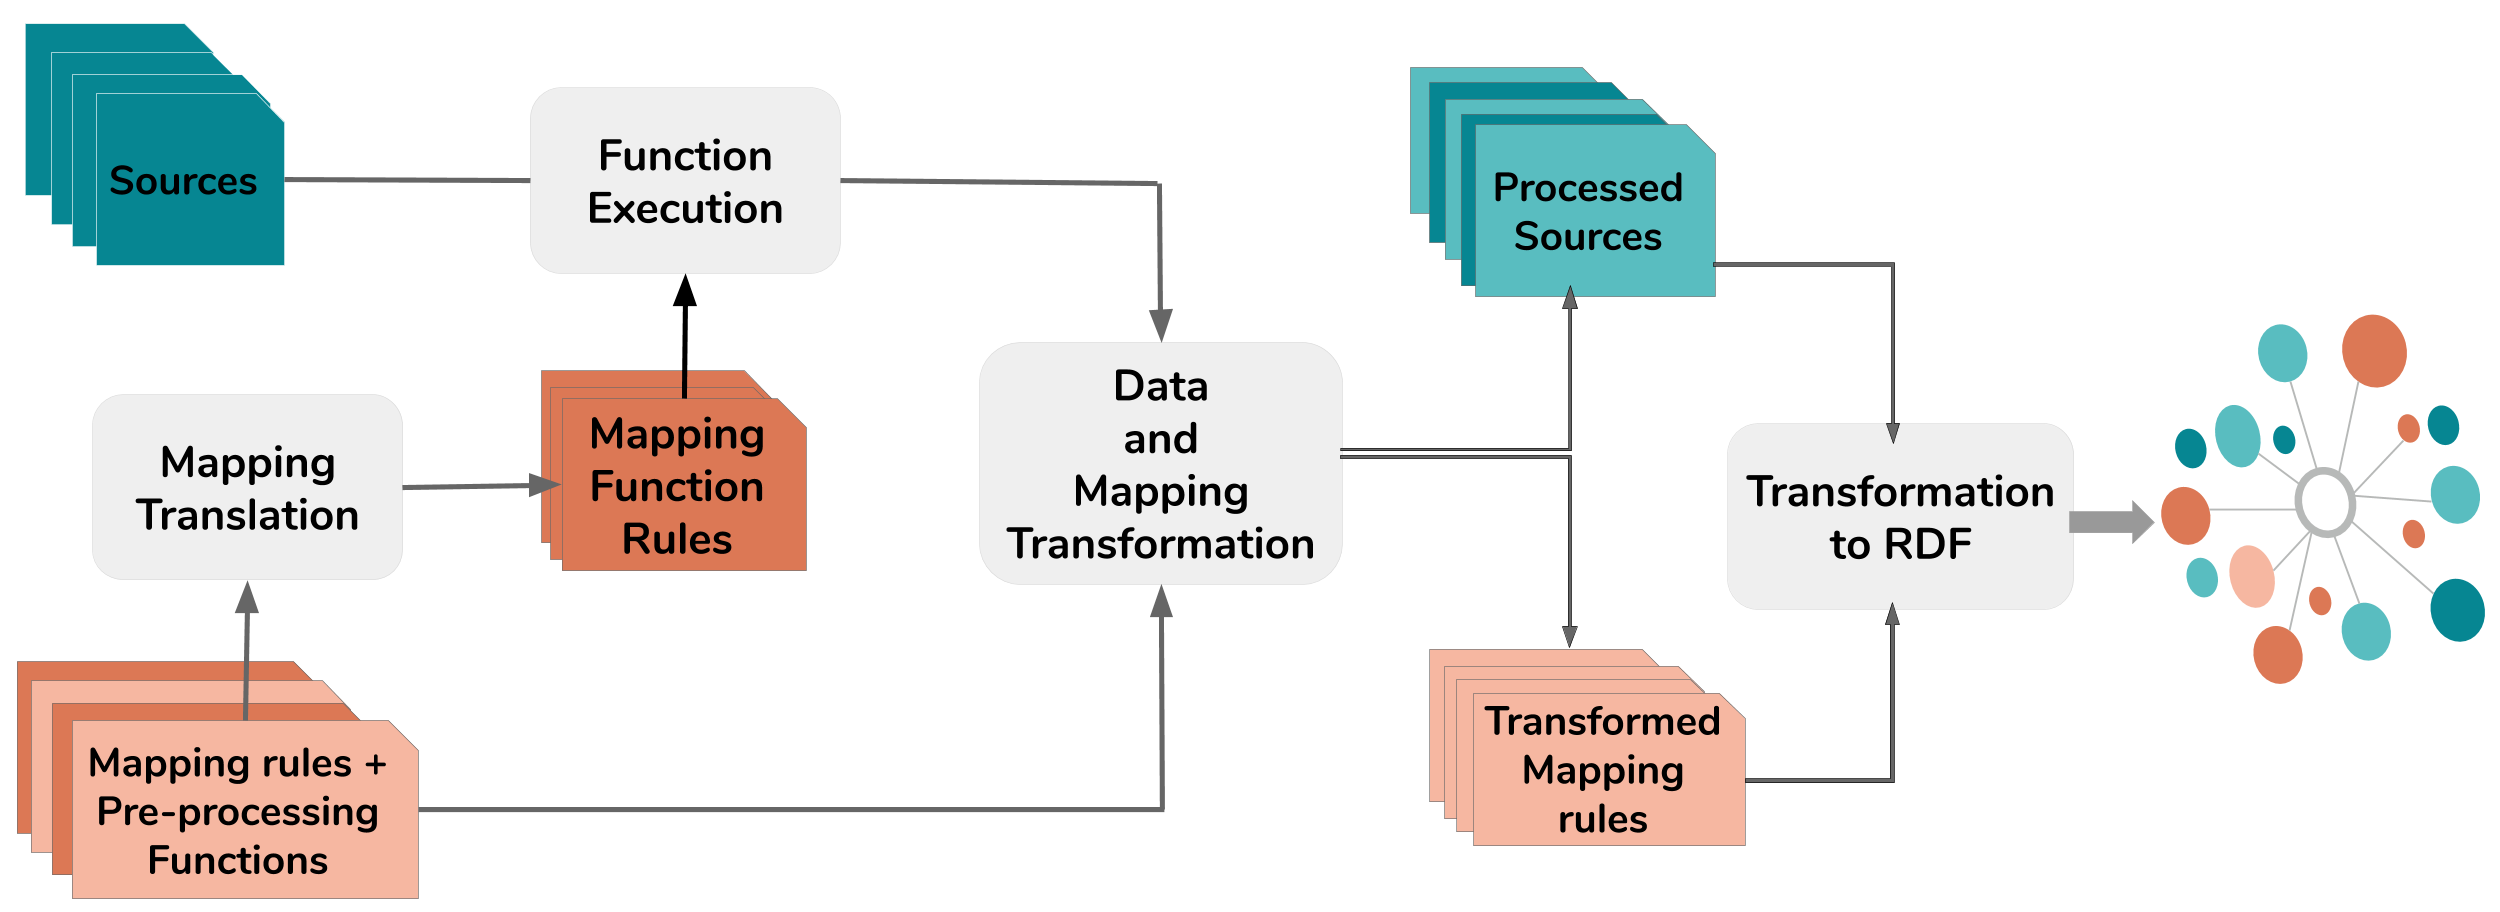 Sources
Function
Execution
Processed
Sources
Mapping
Translation
Mapping
Function
Rules
Data
and
Mapping
Transformation
Transformation
to RDF
Mapping rules +
Pre-processing
Functions
Transformed
Mapping
rules